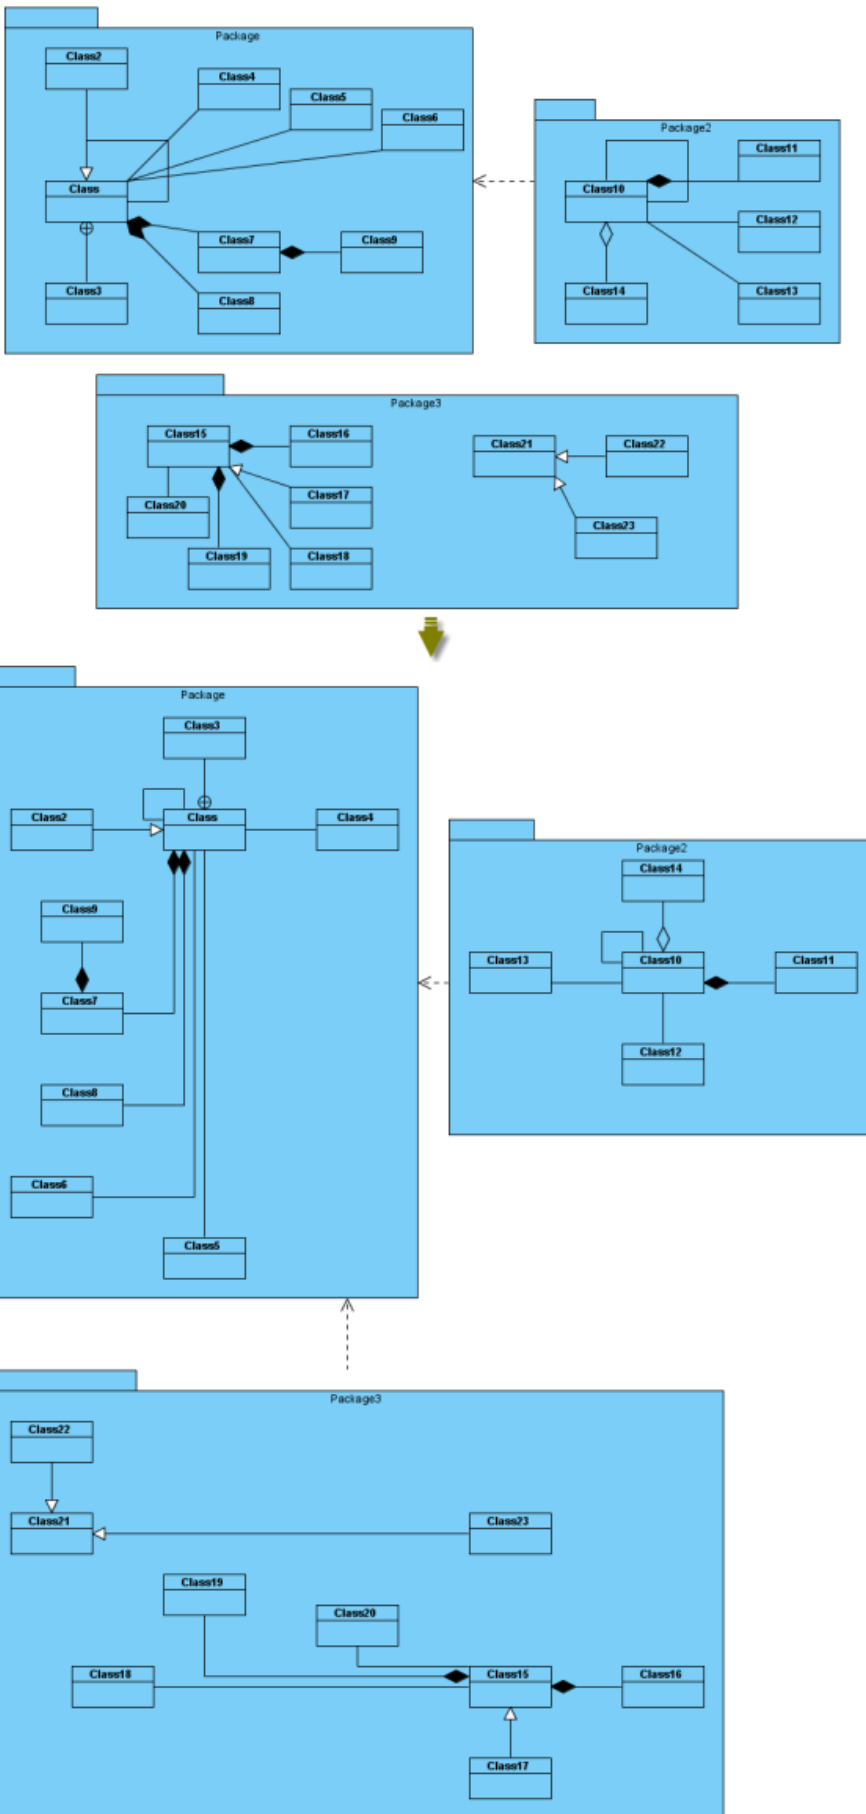 Package
Class2
Class4
Class5
Class6
Class
Class7
Class9
Class3
Class8
Package2
Class11
Class10
Class12
Class14
Class13
Package3
Class15
Class16
Class21
Class22
Class17
Class20
Class23
Class19
Class18
Package
Class3
Class2
Class
Class4
Class9
Class7
Class8
Class6
Class5
Package2
Class14
Class13
Class10
Class11
Class12
Package3
Class22
Class21
Class23
Class19
Class20
Class18
Class15
Class16
Class17